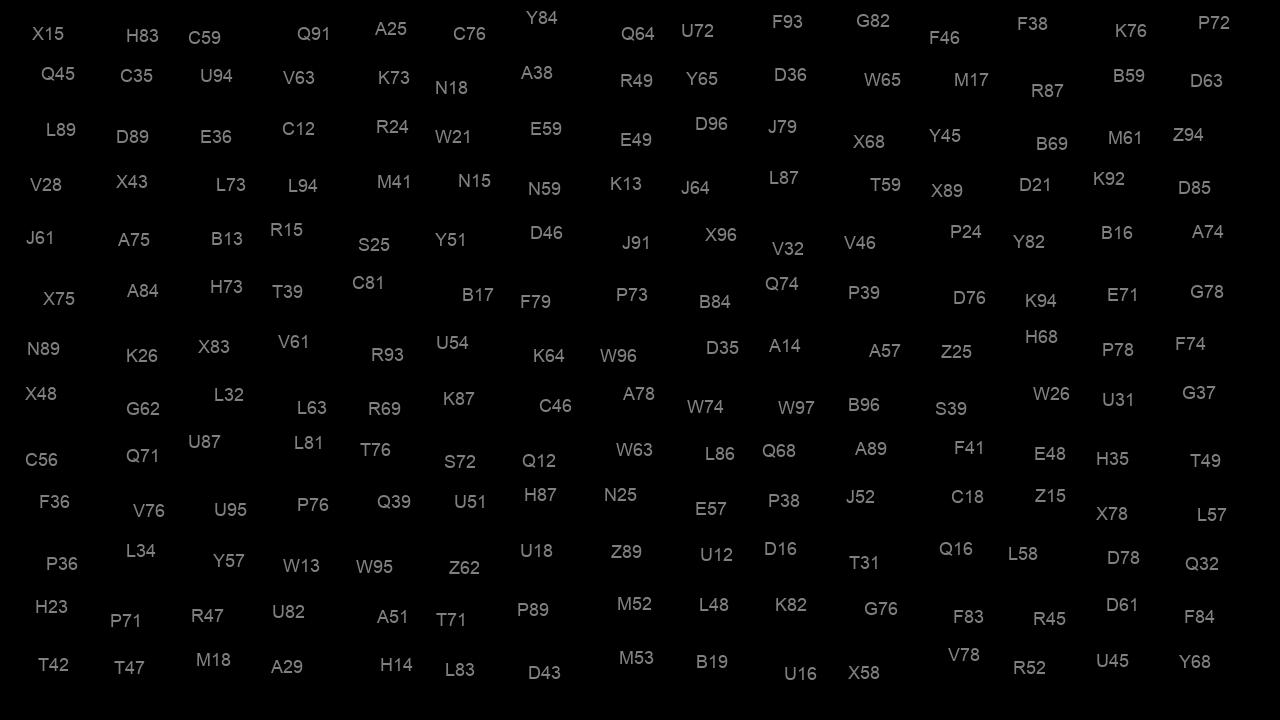 X15 H83 C59 Q91 A25 C76 Y84 Q64 U72 F93 G82 F46 F38 K76 P72
Q45 C35 U94 V63 K73 N18 A38 R49 Y65 D36 W65 M17 R87 B59 D63
L89 D89 E36 C12 R24 W21 E59 E49 D96 J79 X68 Y45 B69 M61 Z94
V28 X43 L73 L94 M41 N15 N59 K13 J64 L87 T59 X89 D21 K92 D85
J61 A75 B13 R15 S25 Y51 D46 J91 X96 V32 V46 P24 Y82 B16 A74
X75 A84 H73 T39 C81 B17 F79 P73 B84 Q74 P39 D76 K94 E71 G78
N89 K26 X83 V61 R93 U54 K64 W96 D35 A14 A57 Z25 H68 P78 F74
X48 G62 L32 L63 R69 K87 C46 A78 W74 W97 B96 S39 W26 U31 G37
C56 Q71 U87 L81 T76 S72 Q12 W63 L86 Q68 A89 F41 E48 H35 T49
F36 V76 U95 P76 Q39 U51 H87 N25 E57 P38 J52 C18 Z15 X78 L57
P36 L34 Y57 W13 W95 Z62 U18 Z89 U12 D16 T31 Q16 L58 D78 Q32
H23 P71 R47 U82 A51 T71 P89 M52 L48 K82 G76 F83 R45 D61 F84
T42 T47 M18 A29 H14 L83 D43 M53 B19 U16 X58 V78 R52 U45 Y68